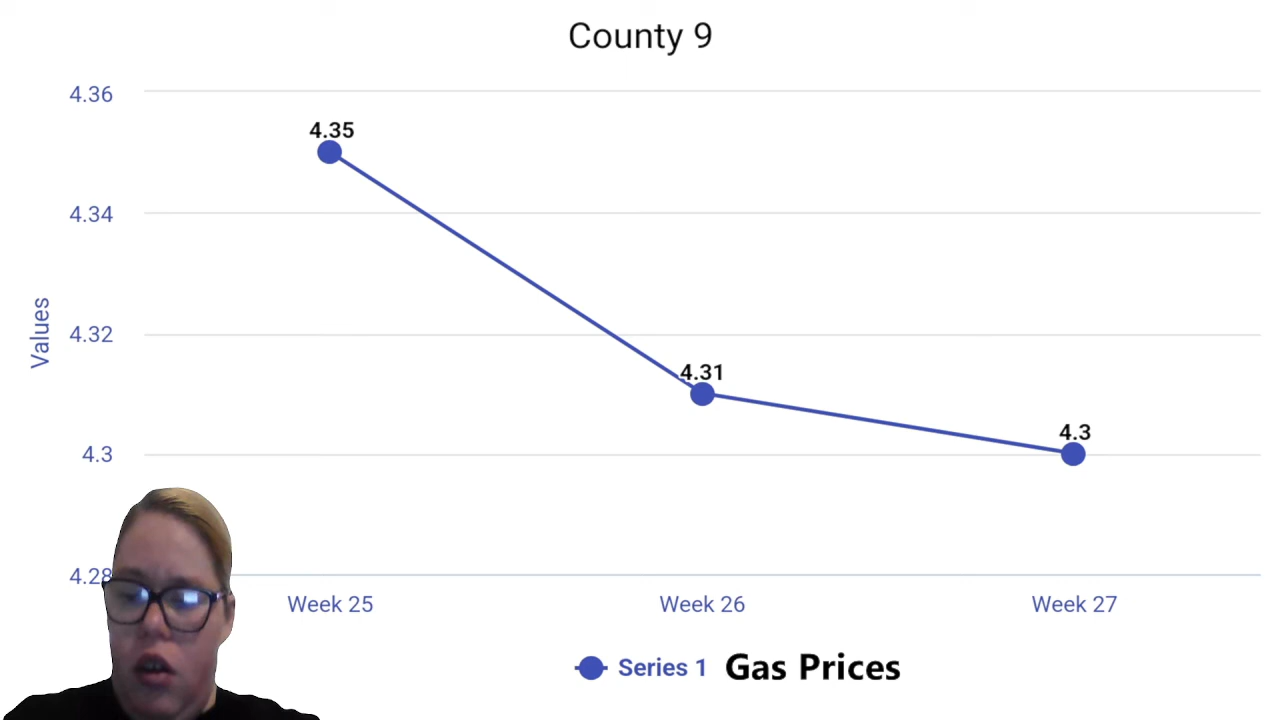 County 9
4.36
4.35
4.34
Values
4.32
4.31
4.3
4.3
4.28
Week 25 Week 26 Week 27
Series 1 Gas Prices